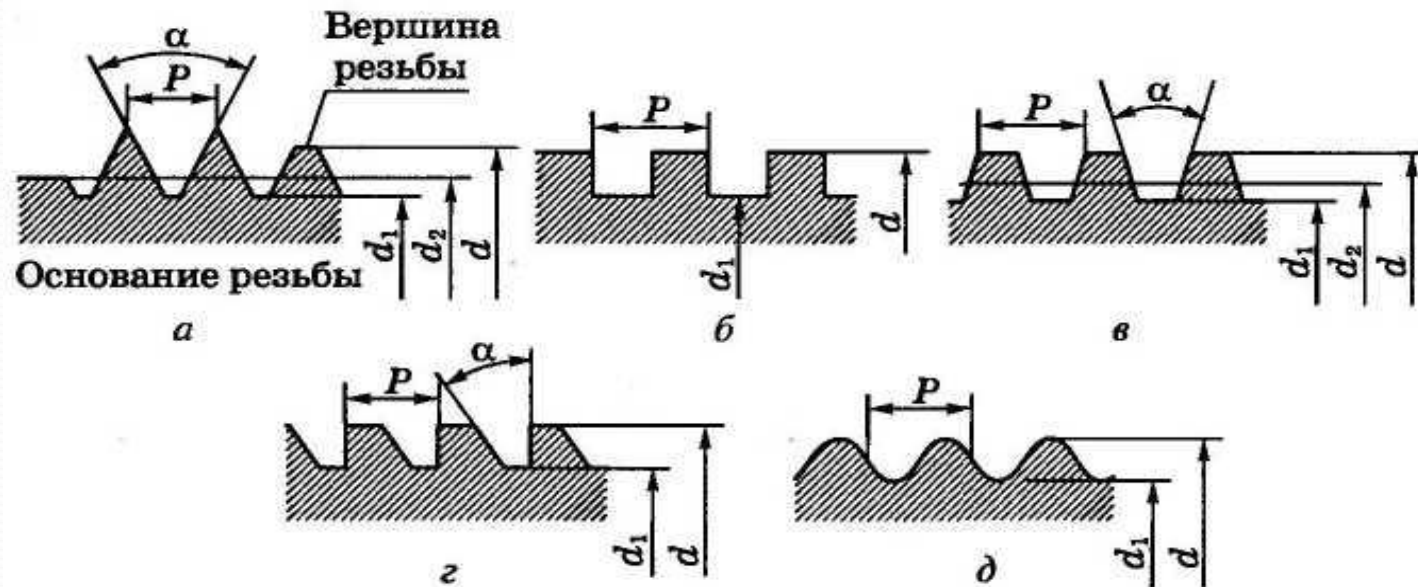 α
Вершина
резьбы
P
d₁
d₂
d
Основание резьбы
а
P
d
d₁
б
P
α
d₁
d₂
d
в
α
P
d₁
d
г
P
d₁
d
д